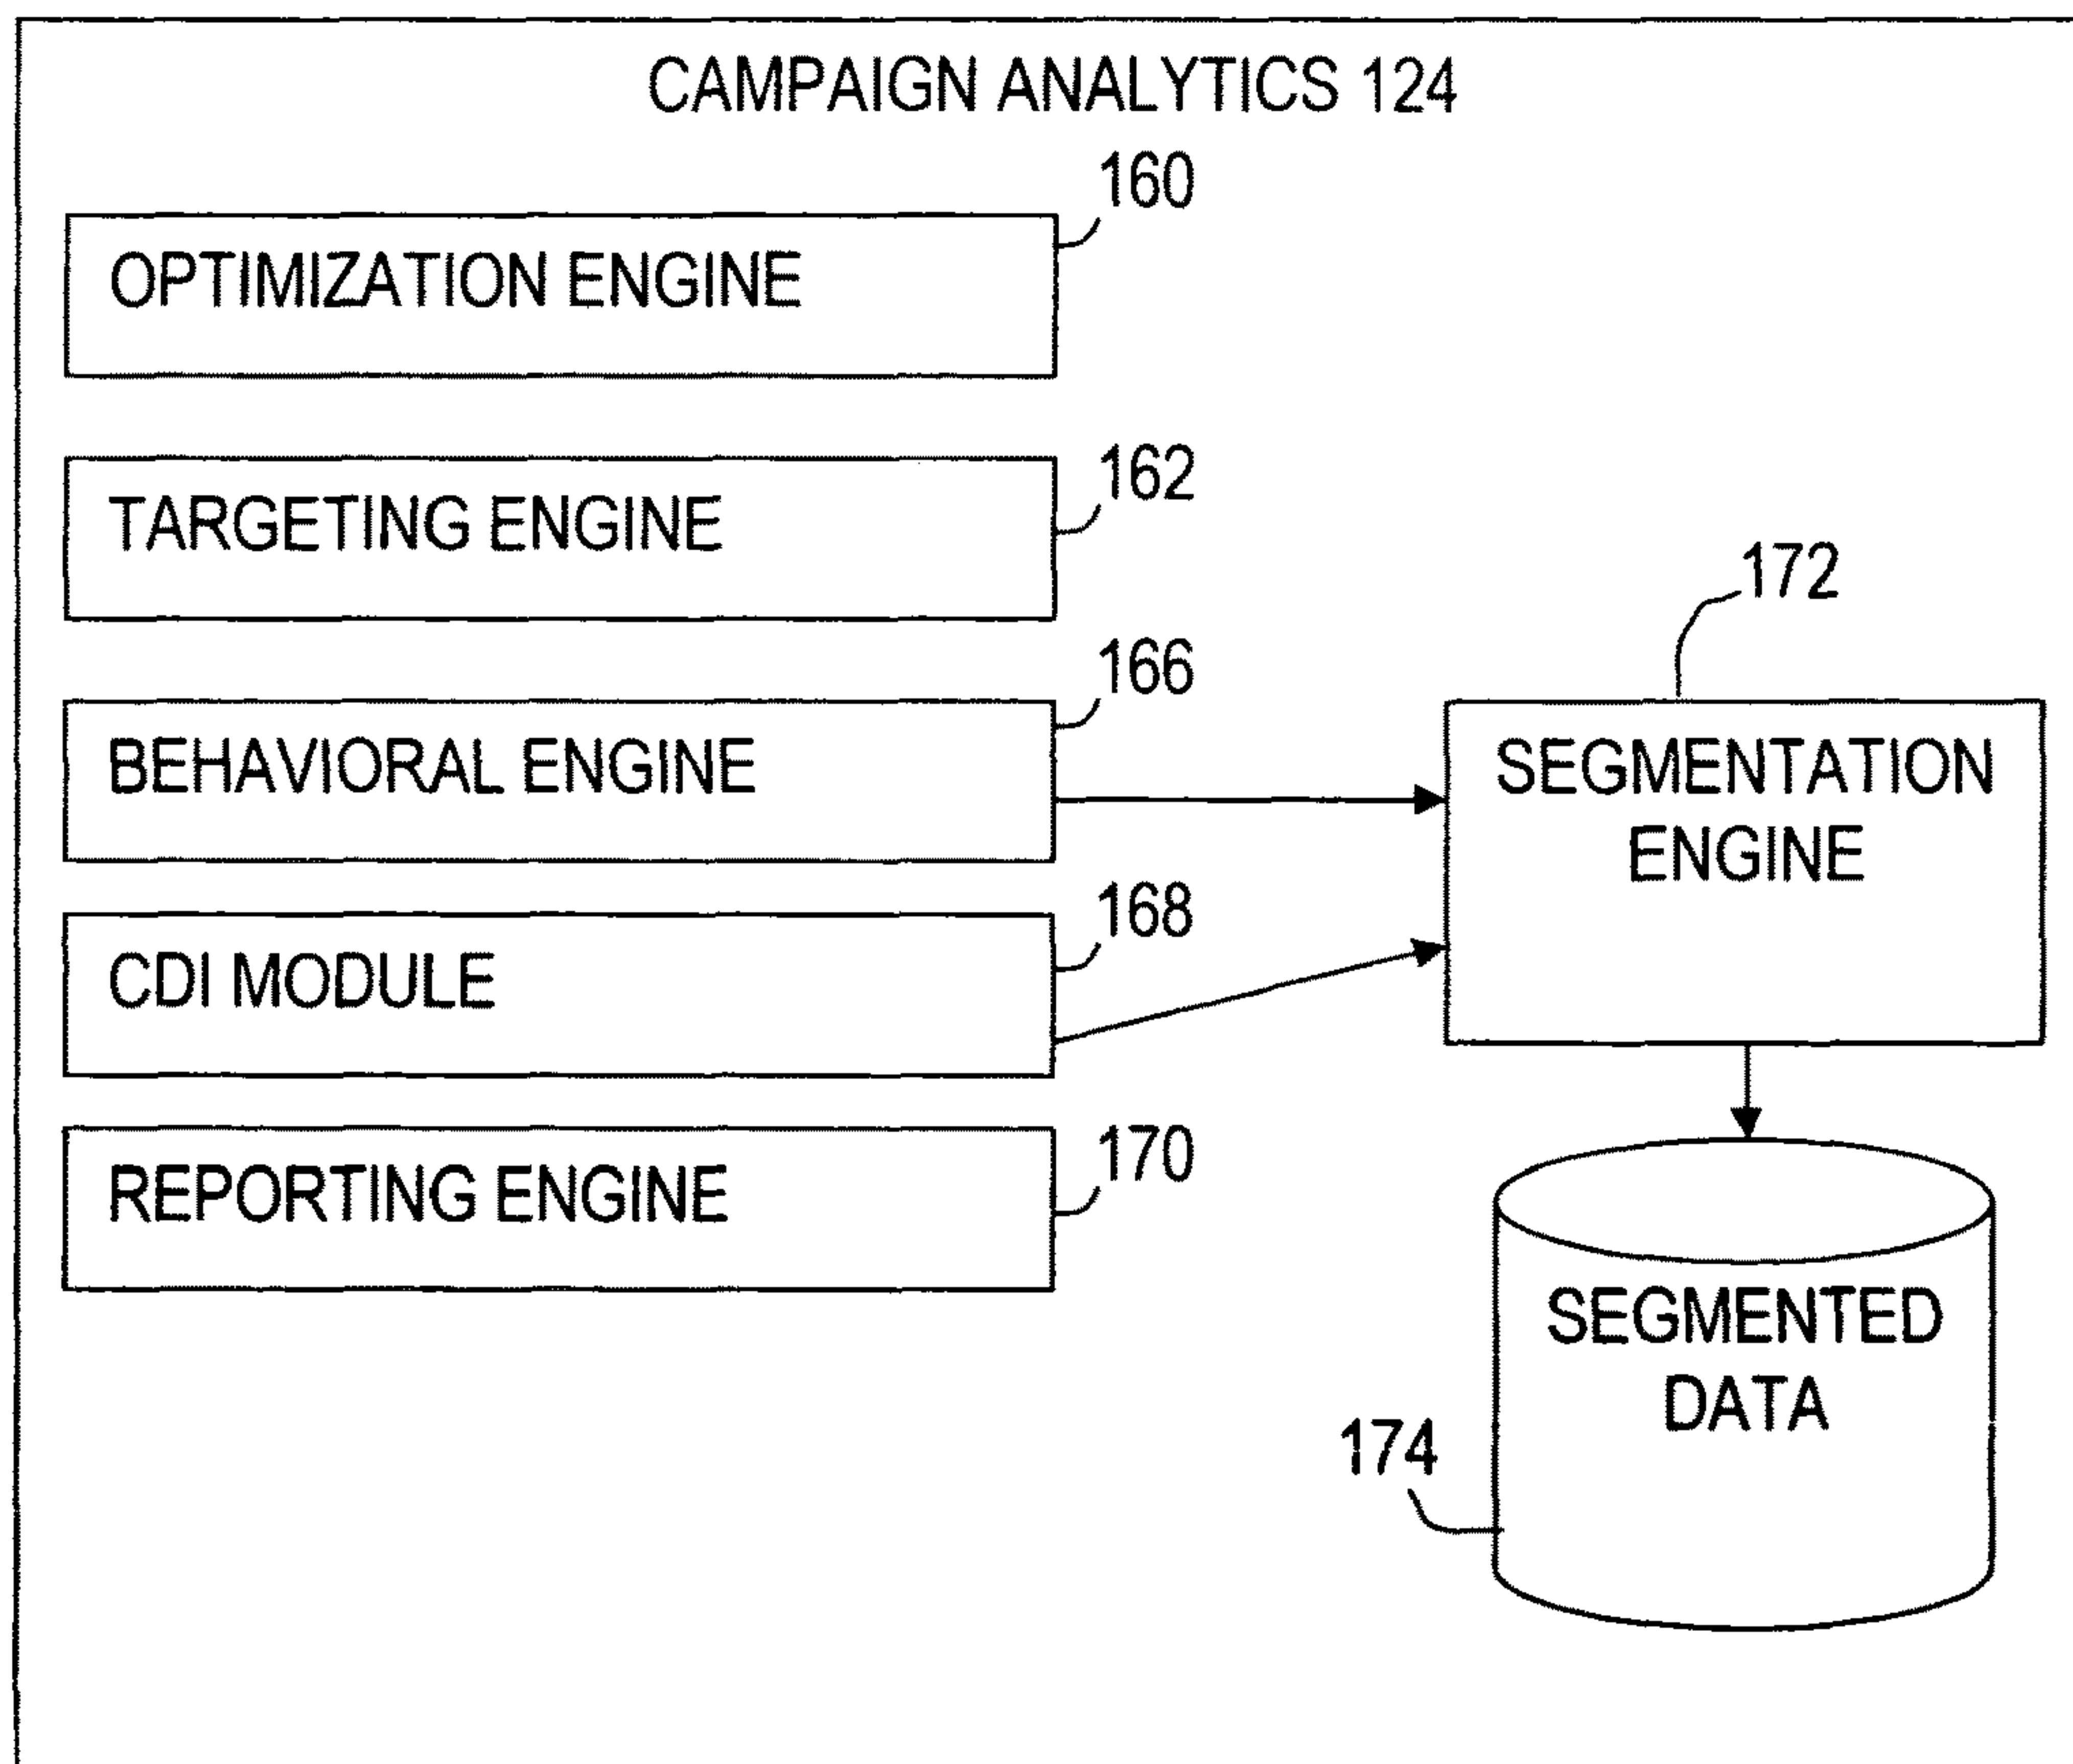 CAMPAIGN ANALYTICS 124
160
OPTIMIZATION ENGINE
162
TARGETING ENGINE
166
BEHAVIORAL ENGINE
168
CDI MODULE
170
REPORTING ENGINE
172
SEGMENTATION
ENGINE
SEGMENTED
DATA
174